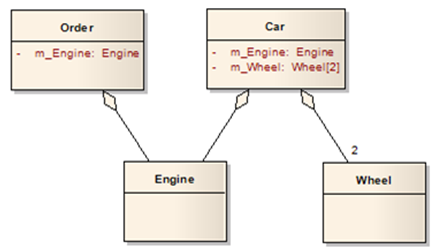 Order
- m_Engine: Engine
Car
- m_Engine: Engine
- m_Wheel: Wheel[2]
2
Engine
Wheel